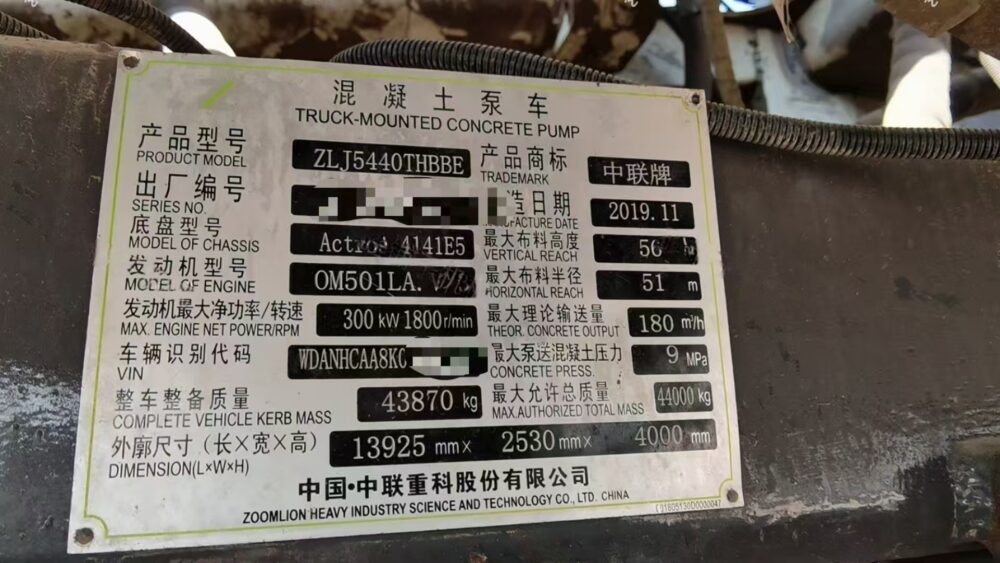 混凝土泵车
TRUCK-MOUNTED CONCRETE PUMP
产品型号 ZLJ5440THBBE 产品商标 中联牌
PRODUCT MODEL TRADEMARK
出厂编号 造日期 2019.11
SERIES NO. DATE
底盘型号 4141E5 最大布料高度 56
MODEL OF CHASSIS VERTICAL REACH
发动机型号 OM501LA. 最大布料半径 51 m
MODEL OF ENGINE HORIZONTAL REACH
发动机最大净功率/转速 300 kW 1800r/min 最大理论输送量 180 m³/h
MAX. ENGINE NET POWER/RPM THEOR. CONCRETE OUTPUT
车辆识别代码 WDANHCAA8K 最大泵送混凝土压力 9 MPa
VIN CONCRETE PRESS.
整车整备质量 43870 kg 最大允许总质量 44000 kg
COMPLETE VEHICLE KERB MASS MAX.AUTHORIZED TOTAL MASS
外廓尺寸（长×宽×高） 13925 mm× 2530 mm× 4000 mm
DIMENSION(L×W×H)
中国·中联重科股份有限公司
ZOOMLION HEAVY INDUSTRY SCIENCE AND TECHNOLOGY CO., LTD. CHINA